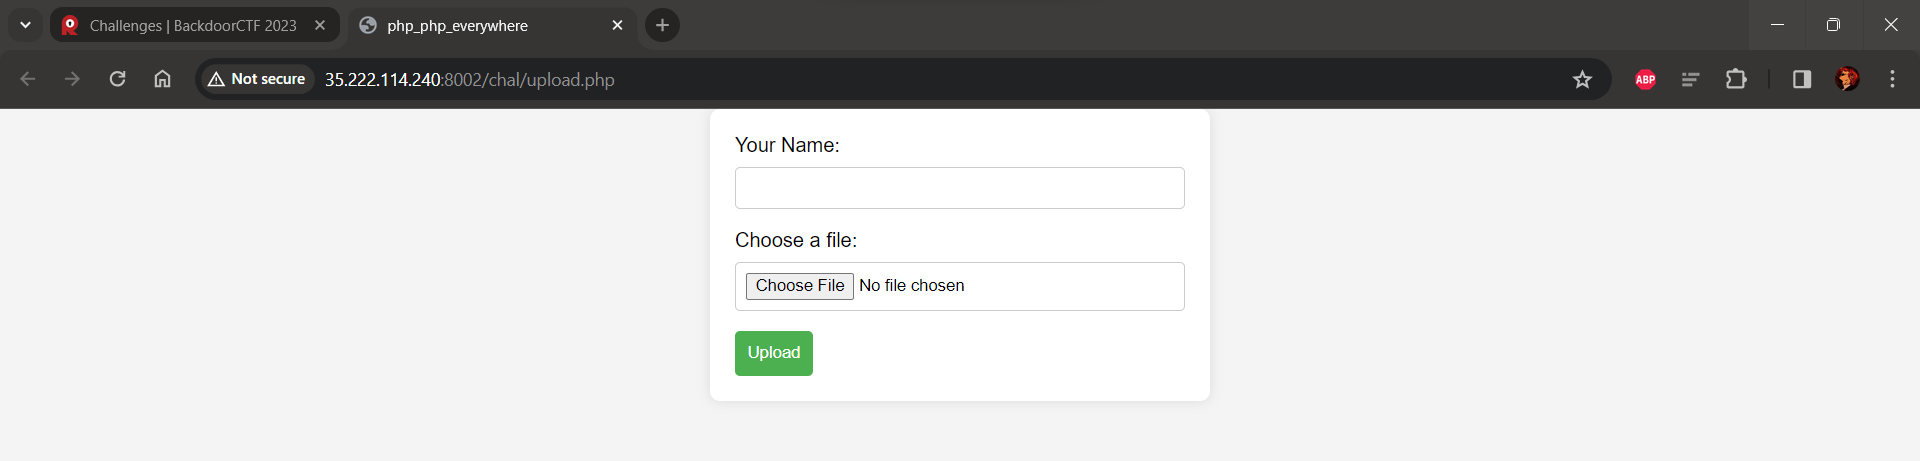 Challenges | BackdoorCTF 2023
php_php_everywhere
Not secure
35.222.114.240:8002/chal/upload.php
ABP
Your Name:
Choose a file:
Choose File No file chosen
Upload